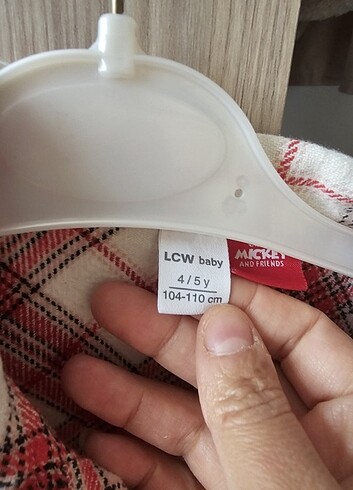 LCW baby
4/5 y
104-110 cm
MICKEY
AND FRIENDS